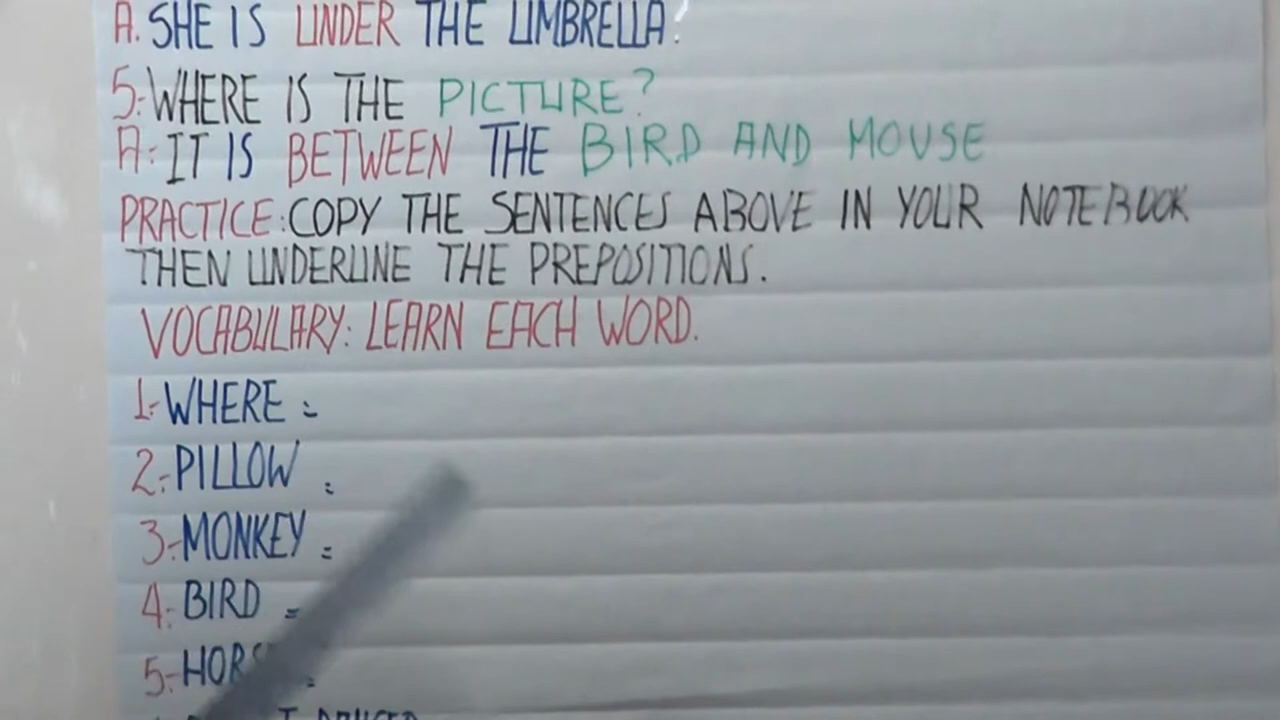 A. SHE IS UNDER THE UMBRELLA.
5-WHERE IS THE PICTURE?
A: IT IS BETWEEN THE BIRD AND MOUSE
PRACTICE: COPY THE SENTENCES ABOVE IN YOUR NOTEBOOK
THEN UNDERLINE THE PREPOSITIONS.
VOCABULARY: LEARN EACH WORD.
1-WHERE =
2-PILLOW =
3-MONKEY =
4-BIRD =
5-HORS